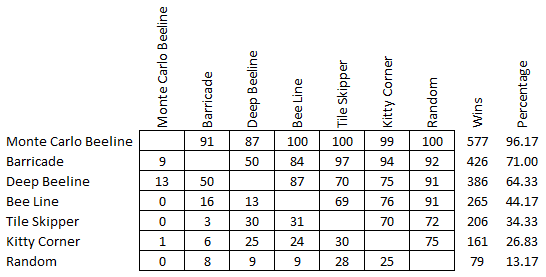 Monte Carlo Beeline Barricade Deep Beeline Bee Line Tile Skipper Kitty Corner Random Wins Percentage
Monte Carlo Beeline 91 87 100 100 99 100 577 96.17
Barricade 9 50 84 97 94 92 426 71.00
Deep Beeline 13 50 87 70 75 91 386 64.33
Bee Line 0 16 13 69 76 91 265 44.17
Tile Skipper 0 3 30 31 70 72 206 34.33
Kitty Corner 1 6 25 24 30 75 161 26.83
Random 0 8 9 9 28 25 79 13.17